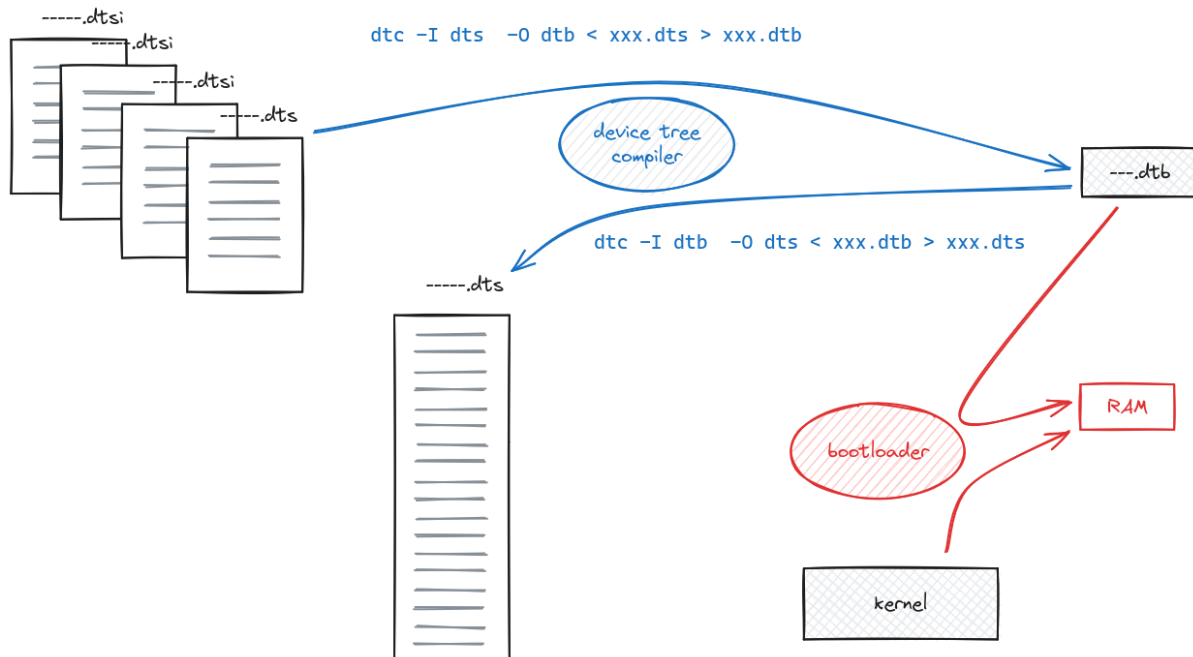 -----.dtsi
-----.dtsi
-----.dtsi
-----.dts
dtc -I dts  -O dtb < xxx.dts > xxx.dtb
device tree
compiler
---.dtb
dtc -I dtb  -O dts < xxx.dtb > xxx.dts
-----.dts
RAM
bootloader
kernel